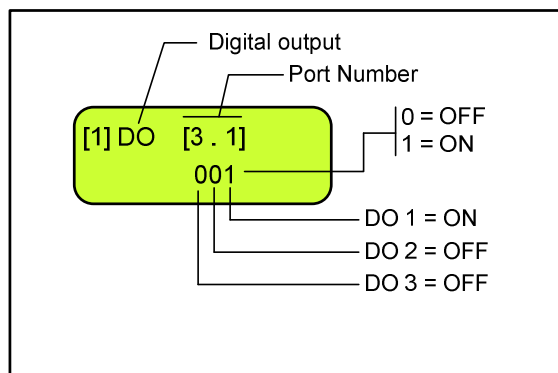 Digital output
Port Number
[1] DO [3 . 1]
001
0 = OFF
1 = ON
DO 1 = ON
DO 2 = OFF
DO 3 = OFF